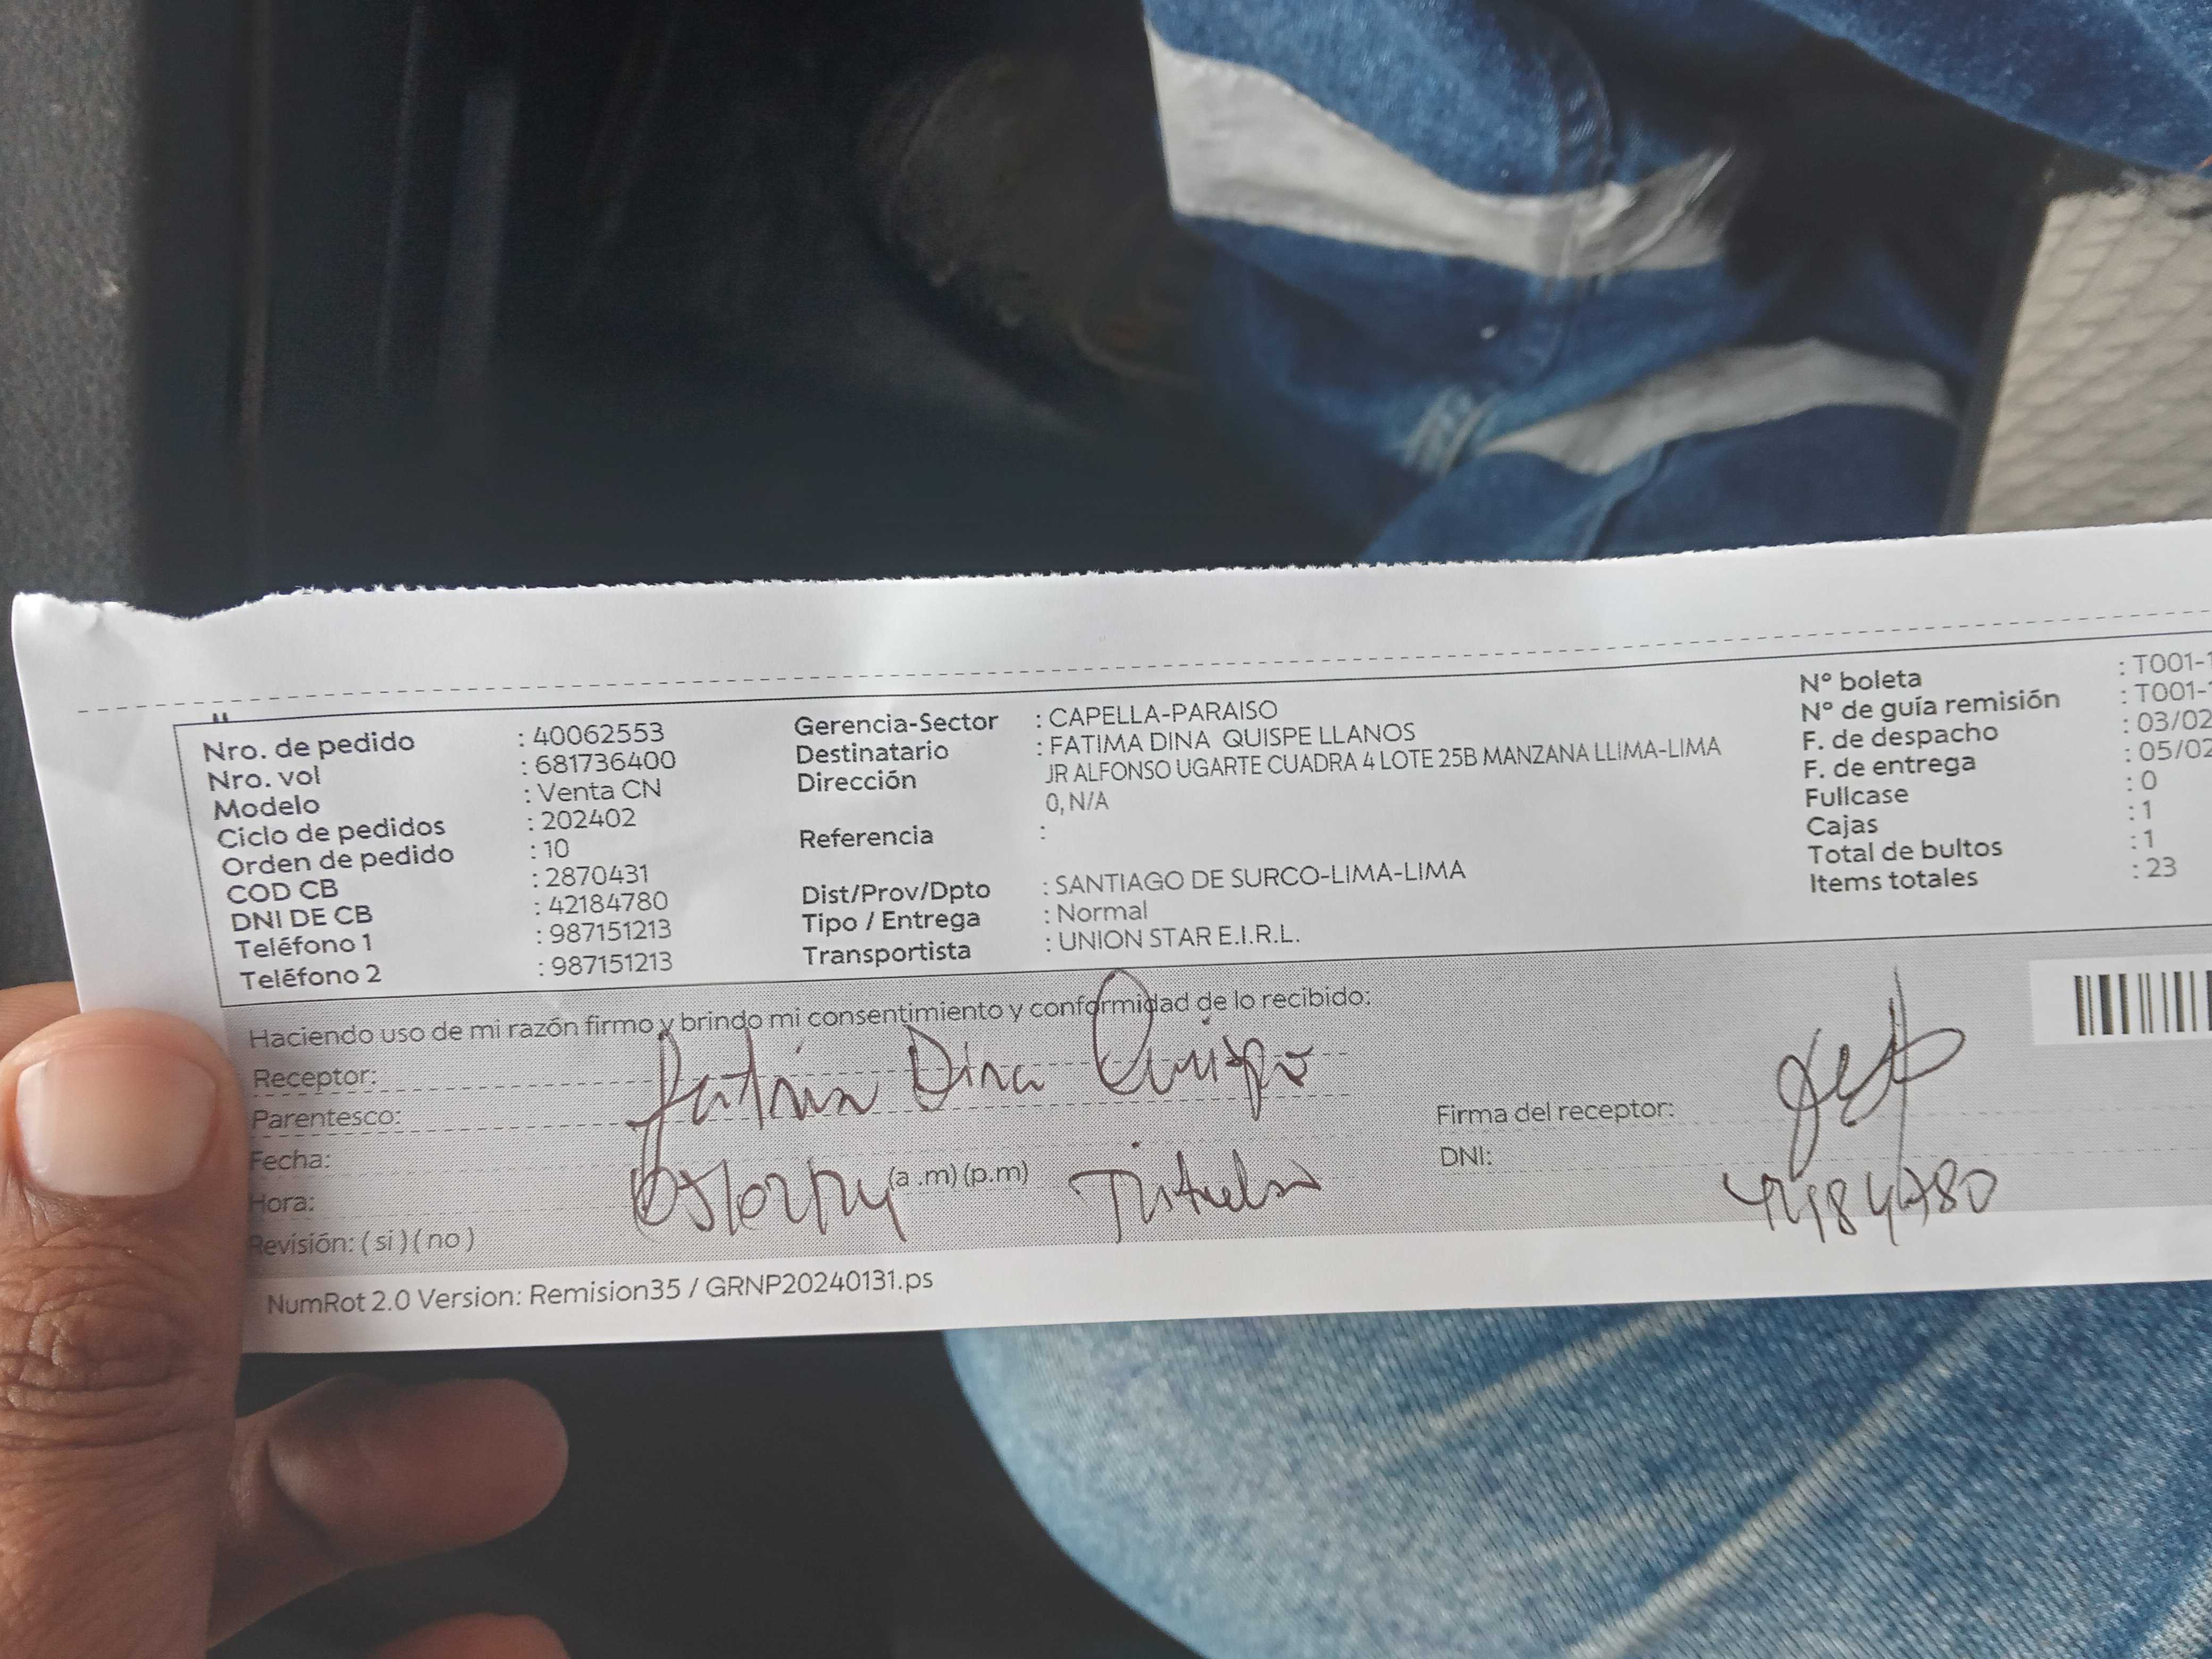 Nro. de pedido : 40062553
Nro. vol : 681736400
Modelo : Venta CN
Ciclo de pedidos : 202402
Orden de pedido : 10
COD CB : 2870431
DNI DE CB : 42184780
Teléfono 1 : 987151213
Teléfono 2 : 987151213
Gerencia-Sector : CAPELLA-PARAISO
Destinatario : FATIMA DINA QUISPE LLANOS
Dirección JR ALFONSO UGARTE CUADRA 4 LOTE 25B MANZANA LLIMA-LIMA
0, N/A
Referencia :
Dist/Prov/Dpto : SANTIAGO DE SURCO-LIMA-LIMA
Tipo / Entrega : Normal
Transportista : UNION STAR E.I.R.L.
N° boleta : T001-1
N° de guía remisión : T001-1
F. de despacho : 03/02
F. de entrega : 05/02
Fullcase : 0
Cajas : 1
Total de bultos : 1
Items totales : 23
Haciendo uso de mi razón firmo y brindo mi consentimiento y conformidad de lo recibido:
Receptor: Fatima Dina Quispe
Parentesco:
Fecha:
Hora: 05/02/24 (a .m) (p.m) Titular
Revisión: ( si ) ( no )
Firma del receptor:
DNI: 42184780
NumRot 2.0 Version: Remision35 / GRNP20240131.ps